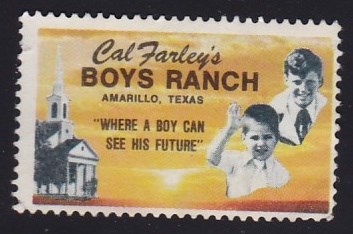 Cal Farley's
BOYS RANCH
AMARILLO, TEXAS
"WHERE A BOY CAN
SEE HIS FUTURE"